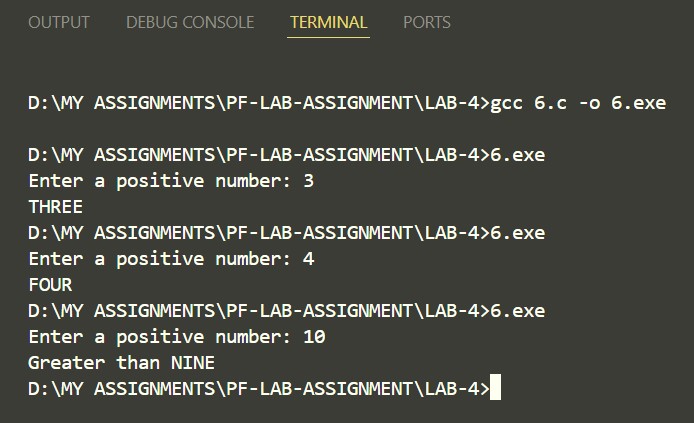 OUTPUT DEBUG CONSOLE TERMINAL PORTS
D:\MY ASSIGNMENTS\PF-LAB-ASSIGNMENT\LAB-4>gcc 6.c -o 6.exe
D:\MY ASSIGNMENTS\PF-LAB-ASSIGNMENT\LAB-4>6.exe
Enter a positive number: 3
THREE
D:\MY ASSIGNMENTS\PF-LAB-ASSIGNMENT\LAB-4>6.exe
Enter a positive number: 4
FOUR
D:\MY ASSIGNMENTS\PF-LAB-ASSIGNMENT\LAB-4>6.exe
Enter a positive number: 10
Greater than NINE
D:\MY ASSIGNMENTS\PF-LAB-ASSIGNMENT\LAB-4>